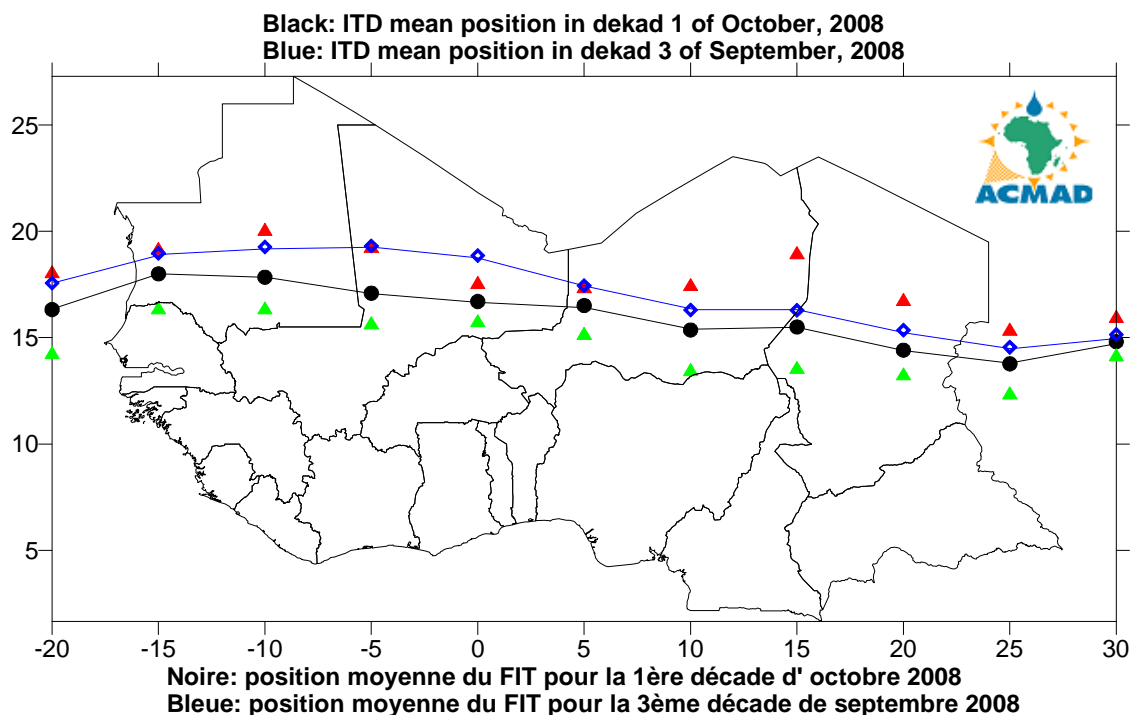 Black: ITD mean position in dekad 1 of October, 2008
Blue: ITD mean position in dekad 3 of September, 2008
25
20
15
10
5
ACMAD
-20 -15 -10 -5 0 5 10 15 20 25 30
Noire: position moyenne du FIT pour la 1ère décade d' octobre 2008
Bleue: position moyenne du FIT pour la 3ème décade de septembre 2008